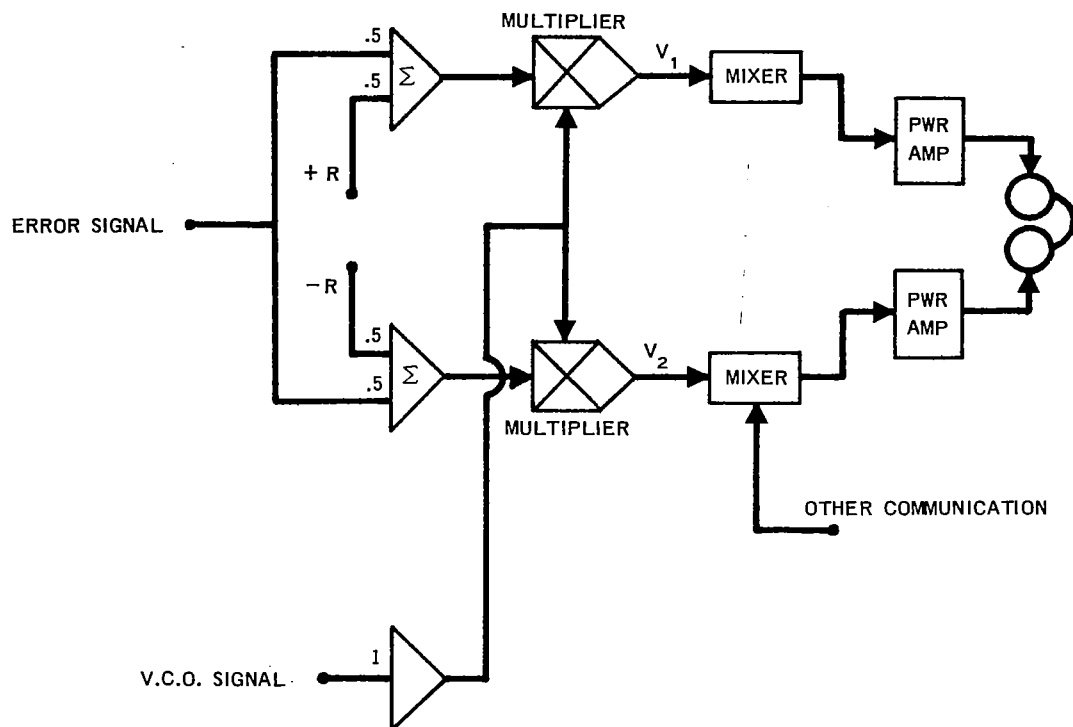 MULTIPLIER
.5
.5
Σ
V1
MIXER
PWR
AMP
+ R
ERROR SIGNAL
− R
.5
.5
Σ
V2
MIXER
PWR
AMP
MULTIPLIER
OTHER COMMUNICATION
1
V.C.O. SIGNAL